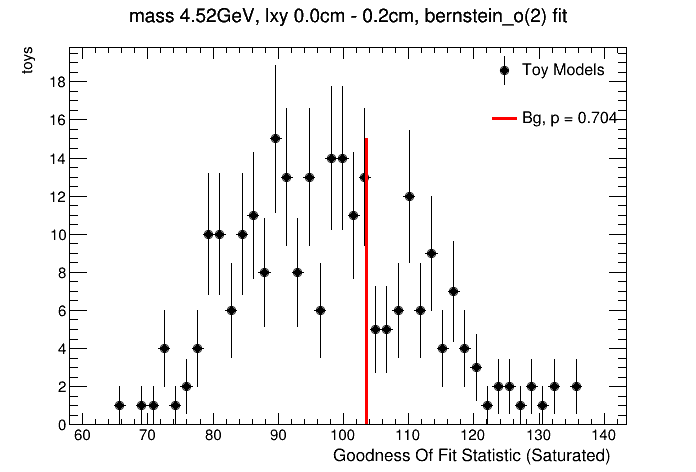 mass 4.52GeV, lxy 0.0cm - 0.2cm, bernstein_o(2) fit
toys
Toy Models
Bg, p = 0.704
18
16
14
12
10
8
6
4
2
0
60 70 80 90 100 110 120 130 140
Goodness Of Fit Statistic (Saturated)